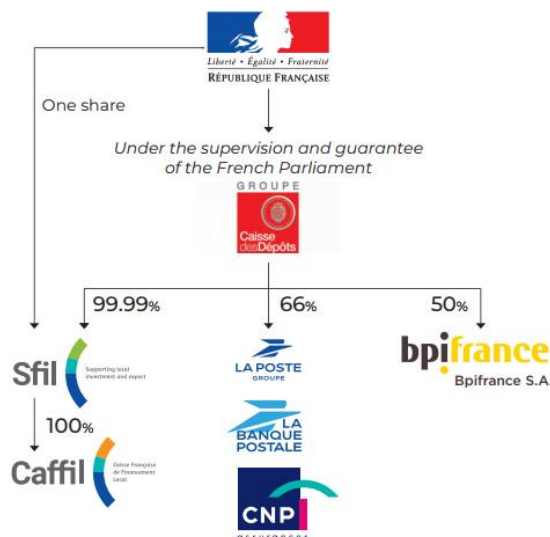 Liberté • Égalité • Fraternité
RÉPUBLIQUE FRANÇAISE
One share
Under the supervision and guarantee
of the French Parliament
GROUPE
Caisse
des Dépôts
99.99%
66%
50%
Sfil
Supporting local
investment and export
LA POSTE
GROUPE
bpifrance
Bpifrance S.A.
100%
LA
BANQUE
POSTALE
Caffil
Caisse Française
de Financement
Local
CNP